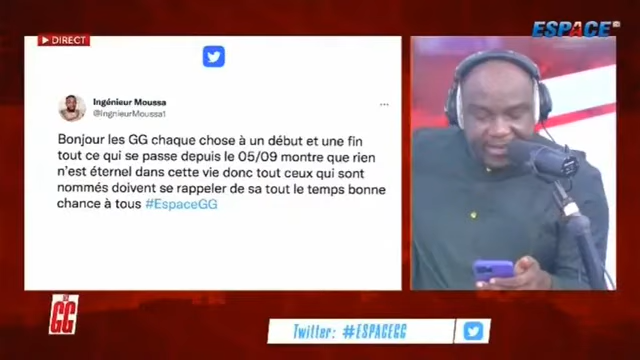 DIRECT
ESPACE
Ingénieur Moussa
@IngnieurMoussa1
Bonjour les GG chaque chose à un début et une fin
tout ce qui se passe depuis le 05/09 montre que rien
n'est éternel dans cette vie donc tout ceux qui sont
nommés doivent se rappeler de sa tout le temps bonne
chance à tous #EspaceGG
GG
Twitter: #ESPACEGG